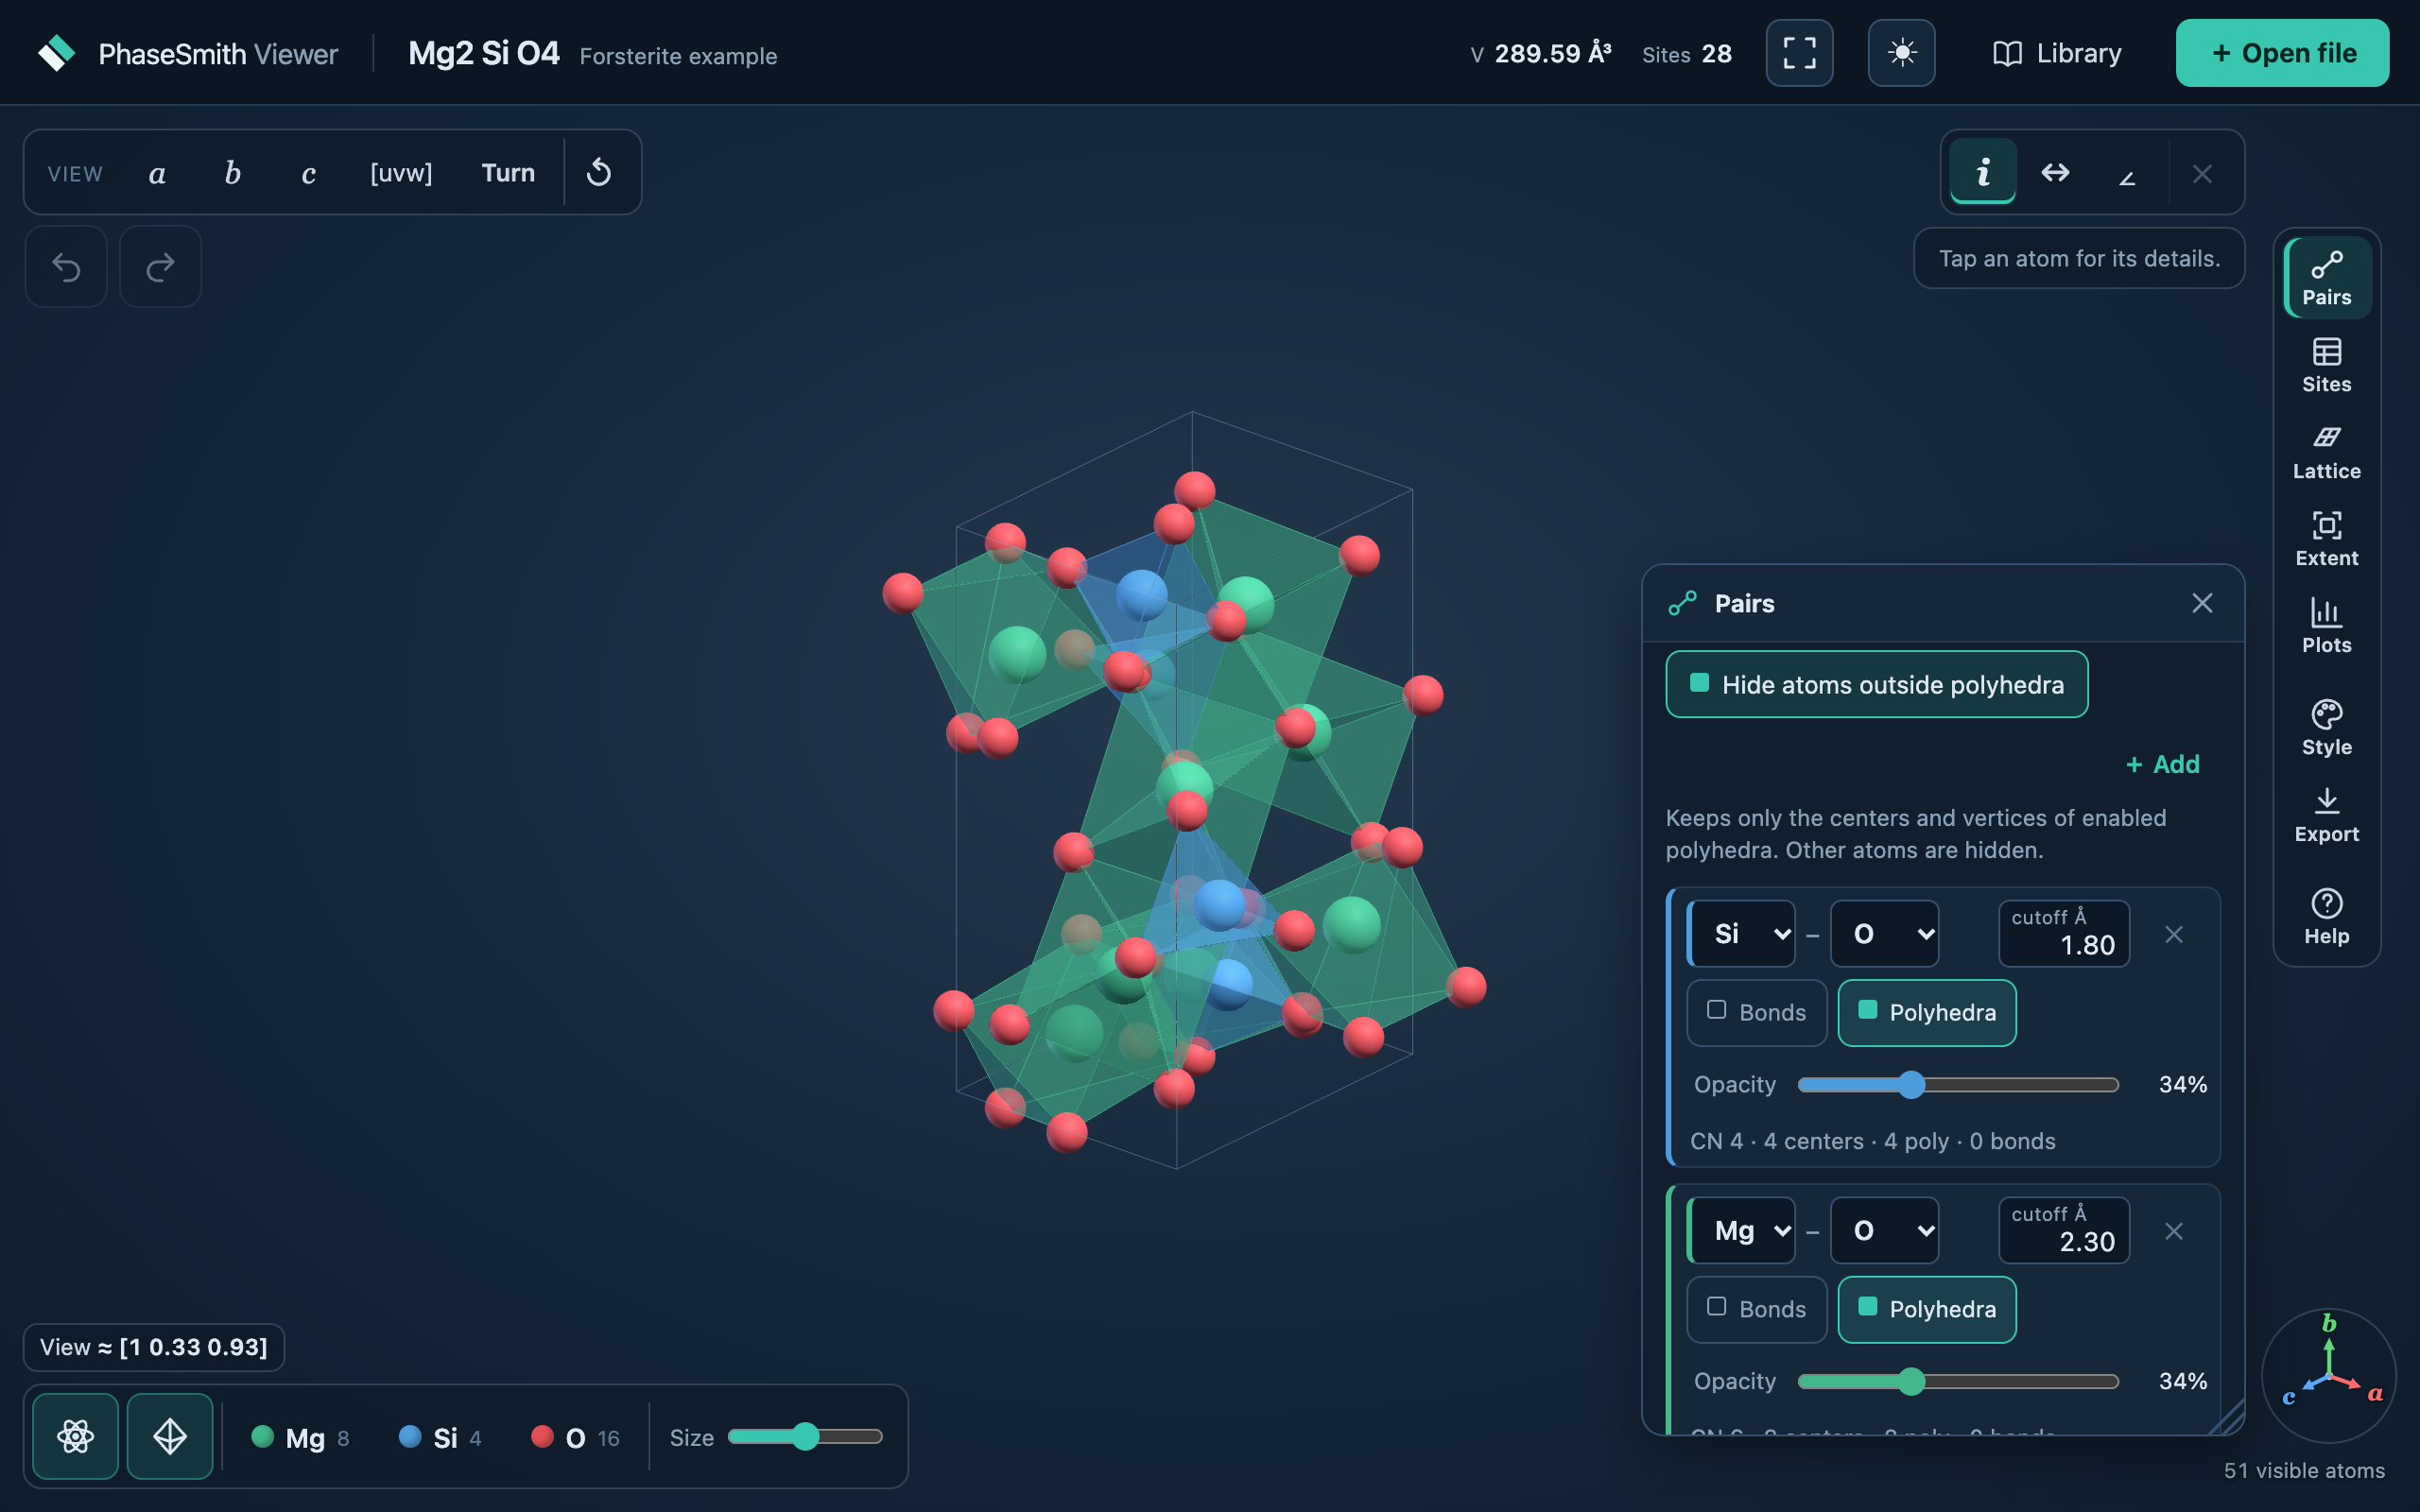 PhaseSmith Viewer
Mg2 Si O4 Forsterite example
V 289.59 Å³ Sites 28
Library
+ Open file
VIEW a b c [uvw] Turn
i
Tap an atom for its details.
Pairs
Sites
Lattice
Extent
Plots
Style
Export
Help
Pairs
Hide atoms outside polyhedra
+ Add
Keeps only the centers and vertices of enabled
polyhedra. Other atoms are hidden.
Si – O cutoff Å 1.80
Bonds Polyhedra
Opacity 34%
CN 4 · 4 centers · 4 poly · 0 bonds
Mg – O cutoff Å 2.30
Bonds Polyhedra
Opacity 34%
View ≈ [1 0.33 0.93]
Mg 8 Si 4 O 16 Size
b
c a
51 visible atoms